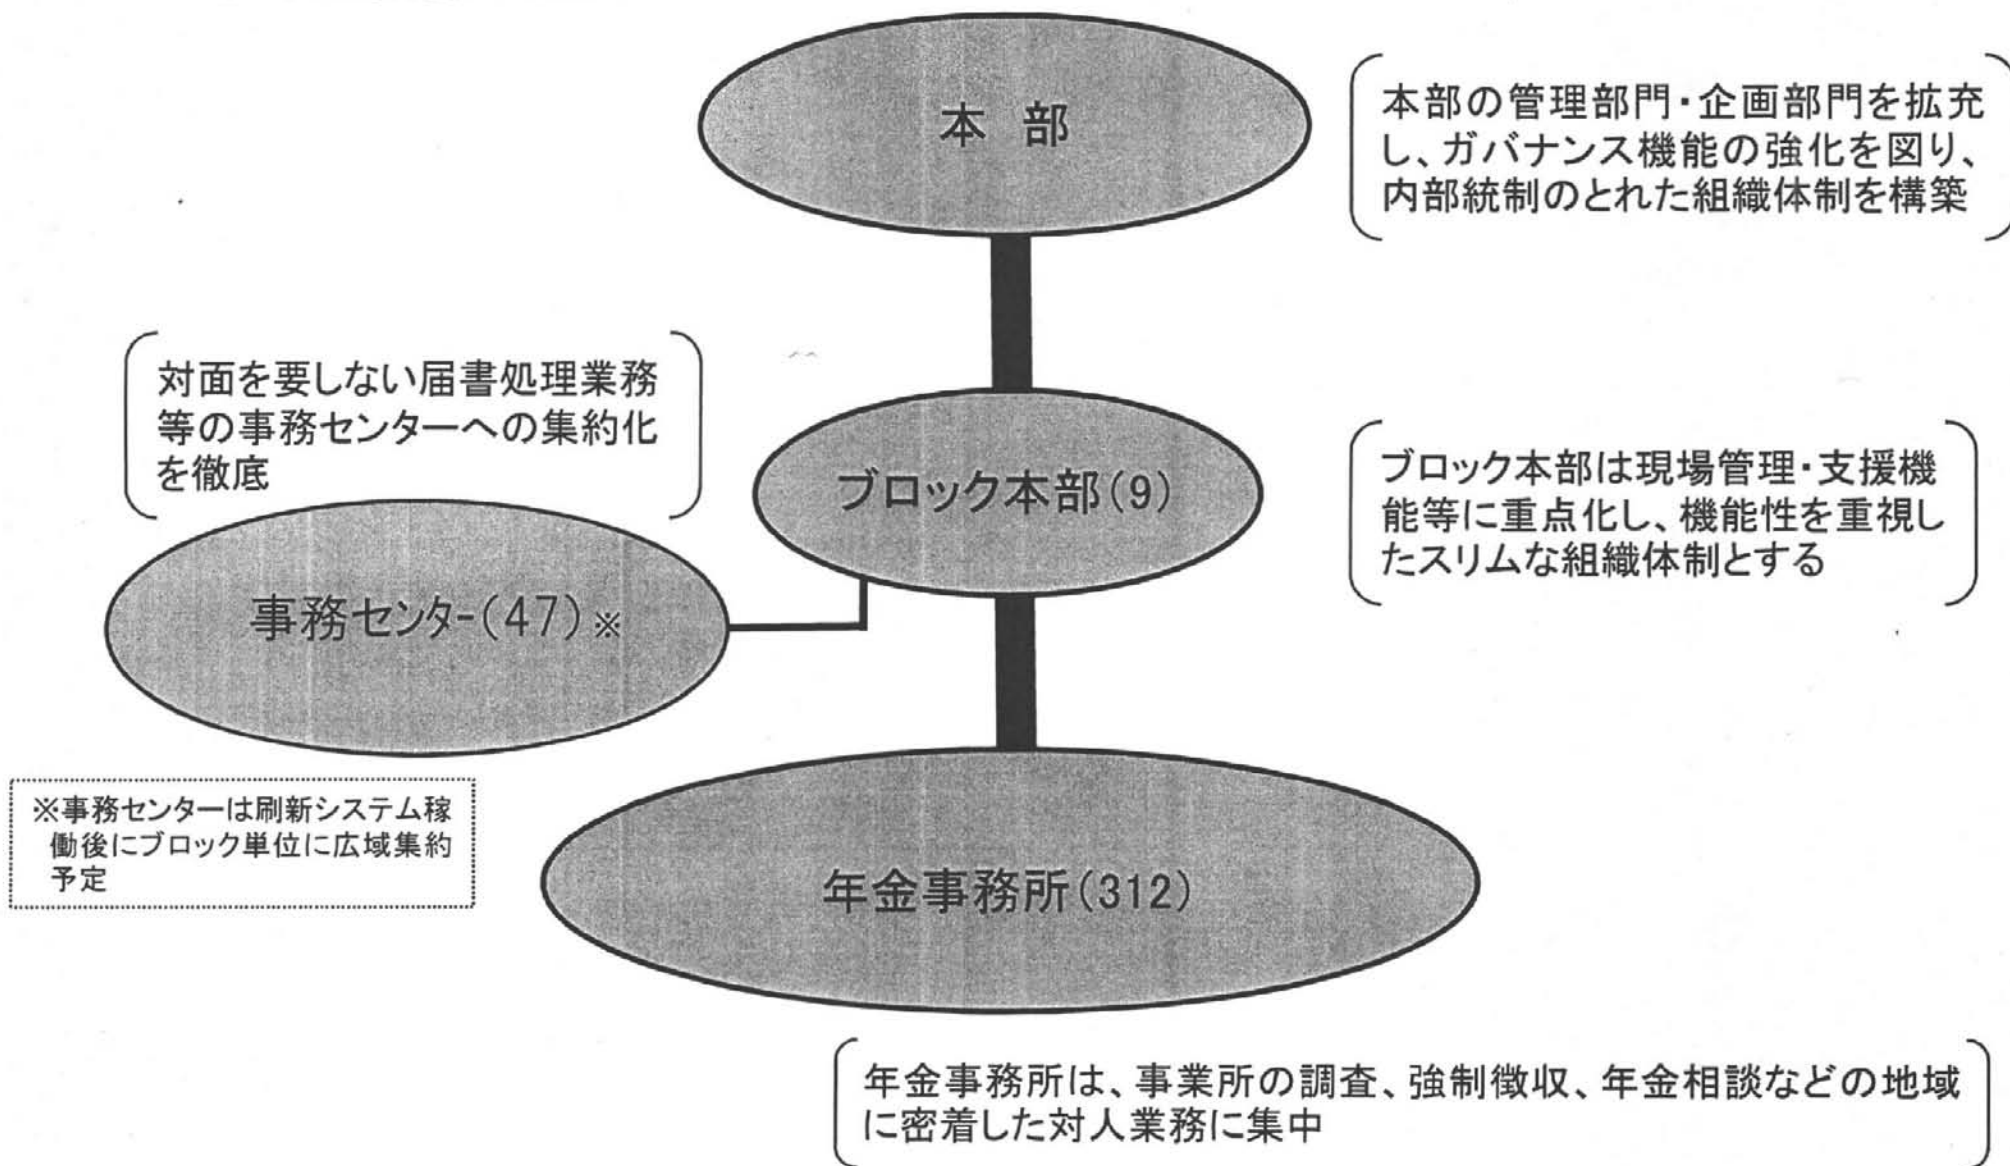 本 部
本部の管理部門・企画部門を拡充
し、ガバナンス機能の強化を図り、
内部統制のとれた組織体制を構築
対面を要しない届書処理業務
等の事務センターへの集約化
を徹底
ブロック本部(9)
ブロック本部は現場管理・支援機
能等に重点化し、機能性を重視し
たスリムな組織体制とする
事務センター(47)※
※事務センターは刷新システム稼
働後にブロック単位に広域集約
予定
年金事務所(312)
年金事務所は、事業所の調査、強制徴収、年金相談などの地域
に密着した対人業務に集中